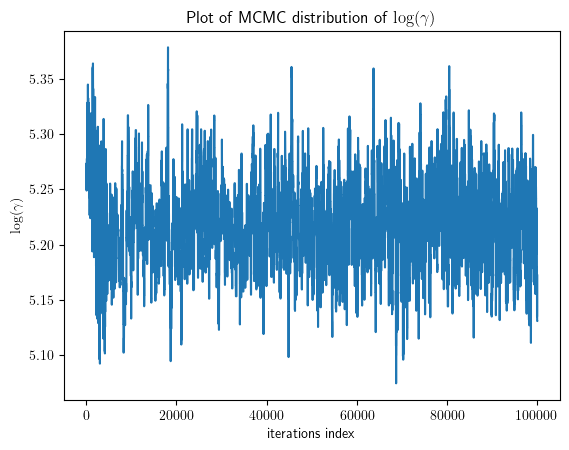 Plot of MCMC distribution of log(γ)
log(γ)
5.35
5.30
5.25
5.20
5.15
5.10
0 20000 40000 60000 80000 100000
iterations index